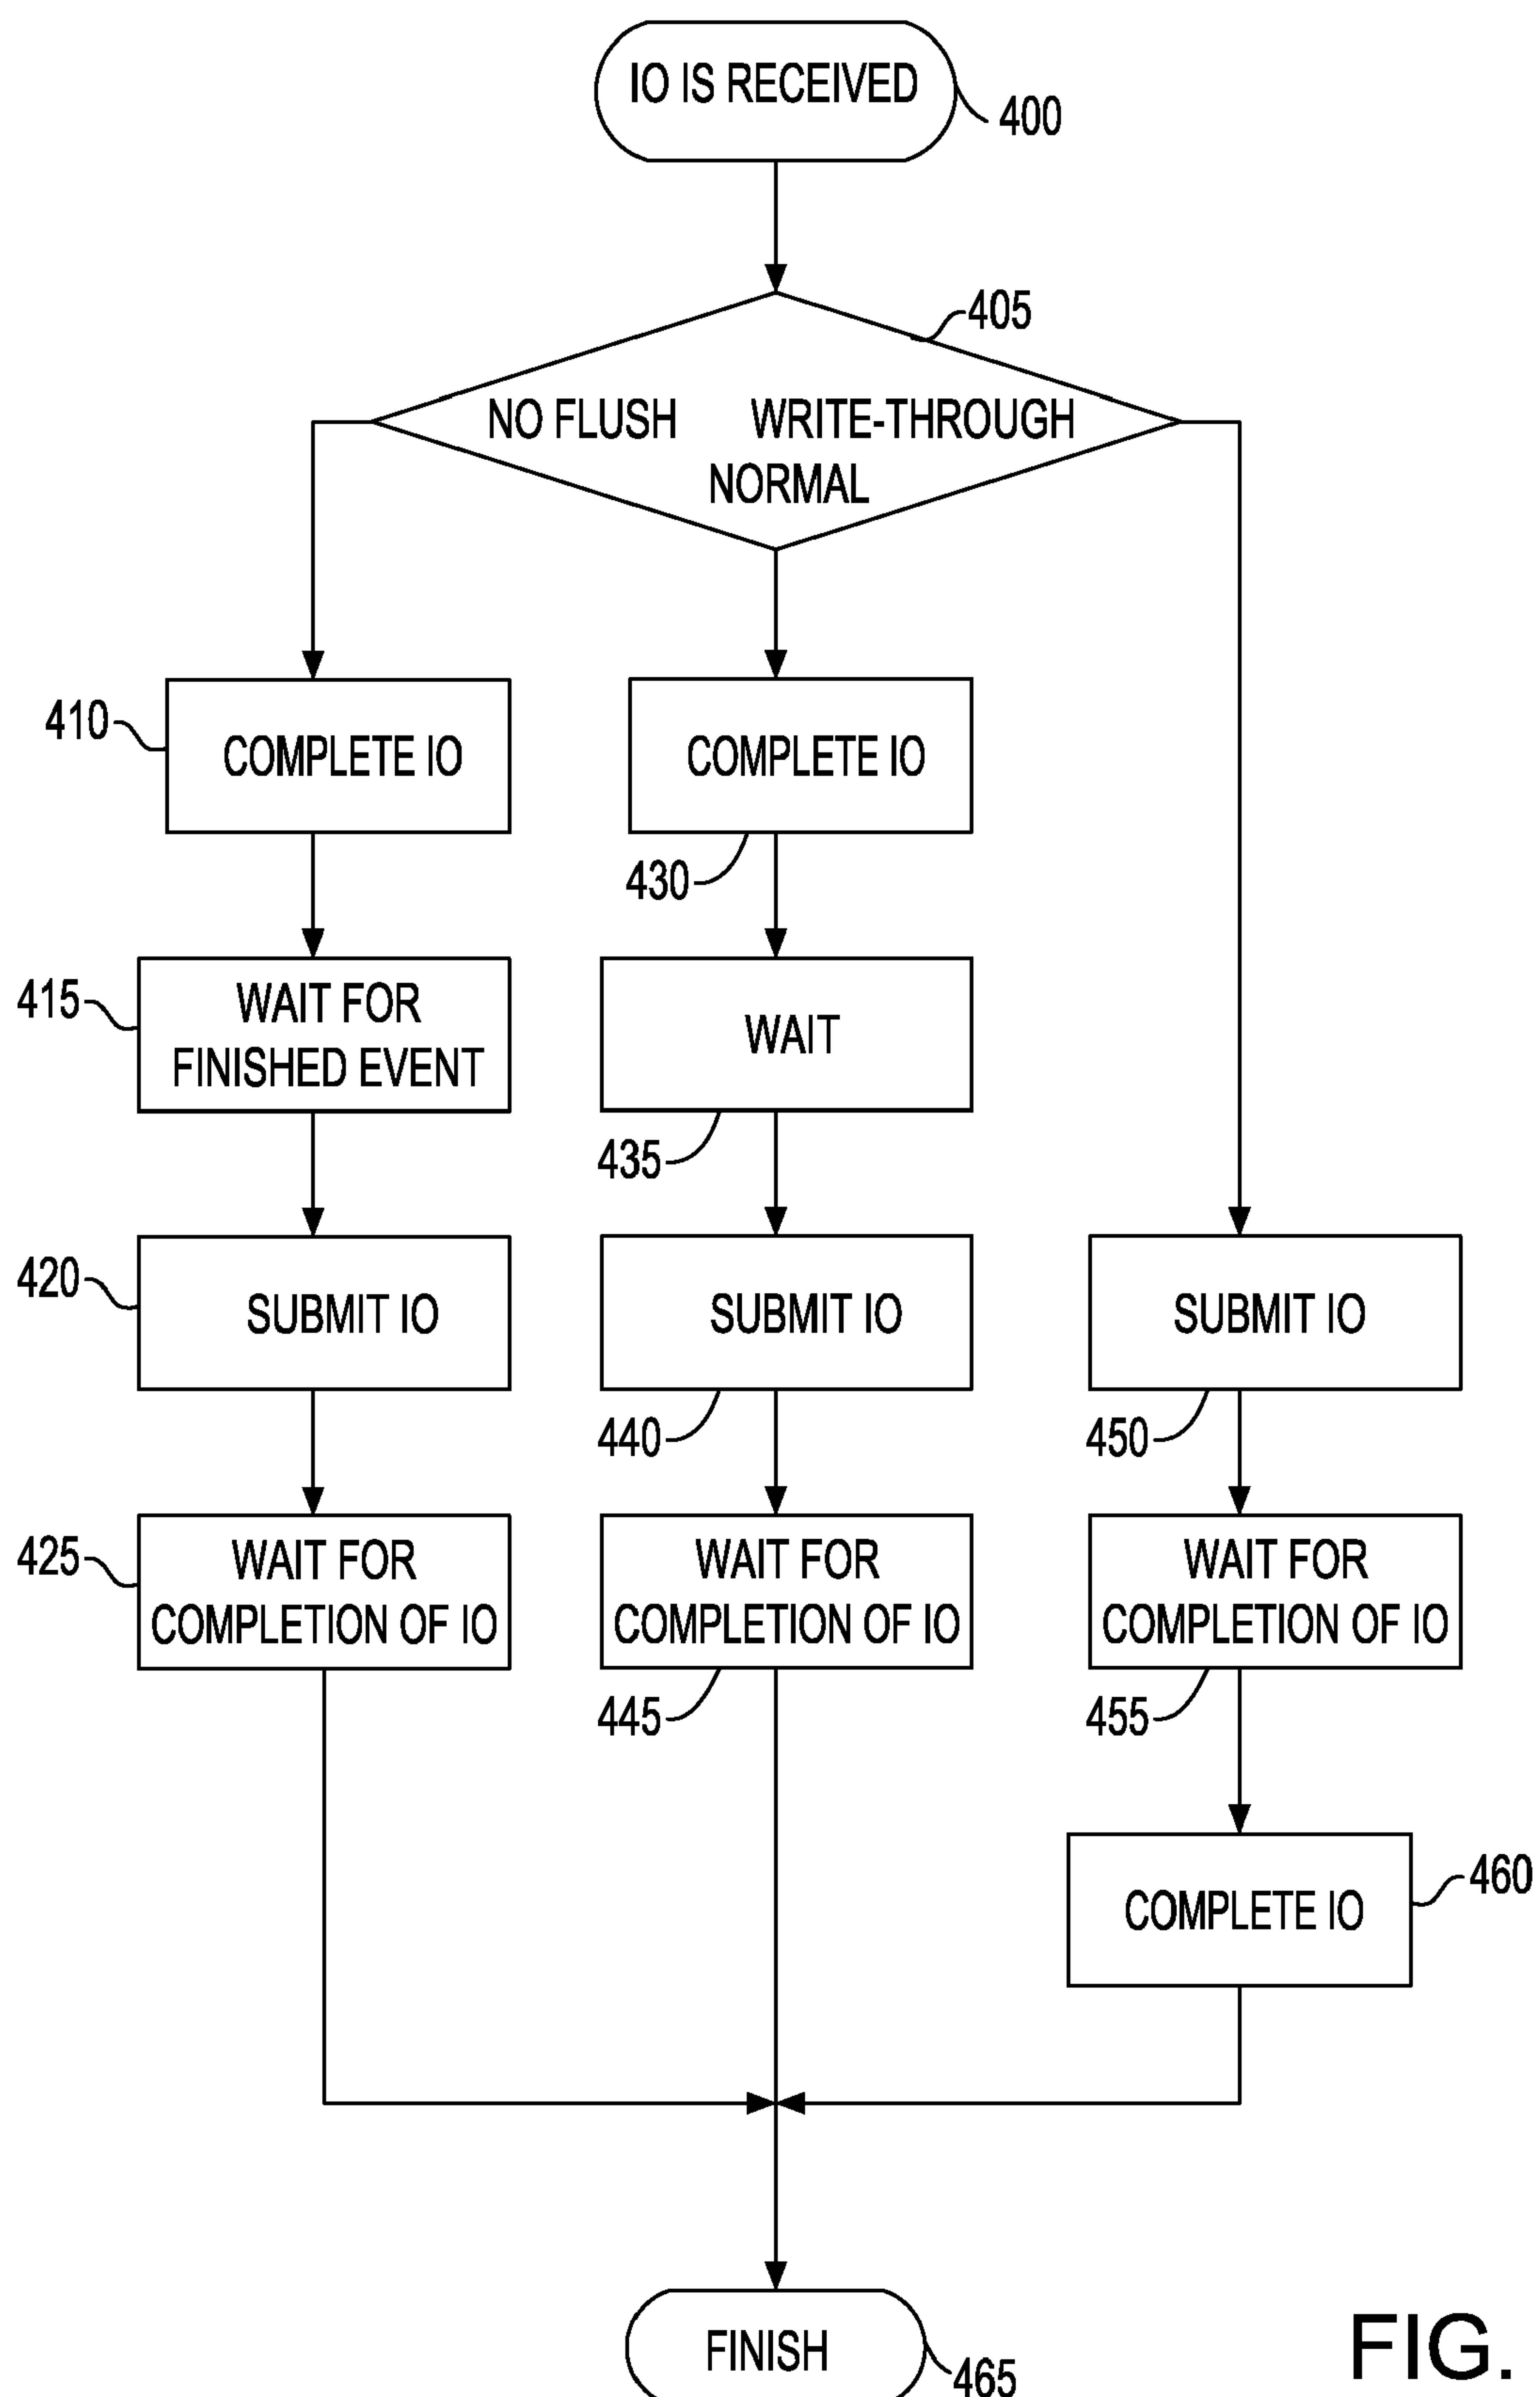 IO IS RECEIVED
400
405
NO FLUSH WRITE-THROUGH
NORMAL
410
COMPLETE IO
COMPLETE IO
430
415
WAIT FOR
FINISHED EVENT
WAIT
435
420
SUBMIT IO
SUBMIT IO
440
SUBMIT IO
450
425
WAIT FOR
COMPLETION OF IO
WAIT FOR
COMPLETION OF IO
445
WAIT FOR
COMPLETION OF IO
455
COMPLETE IO
460
FINISH
465
FIG.